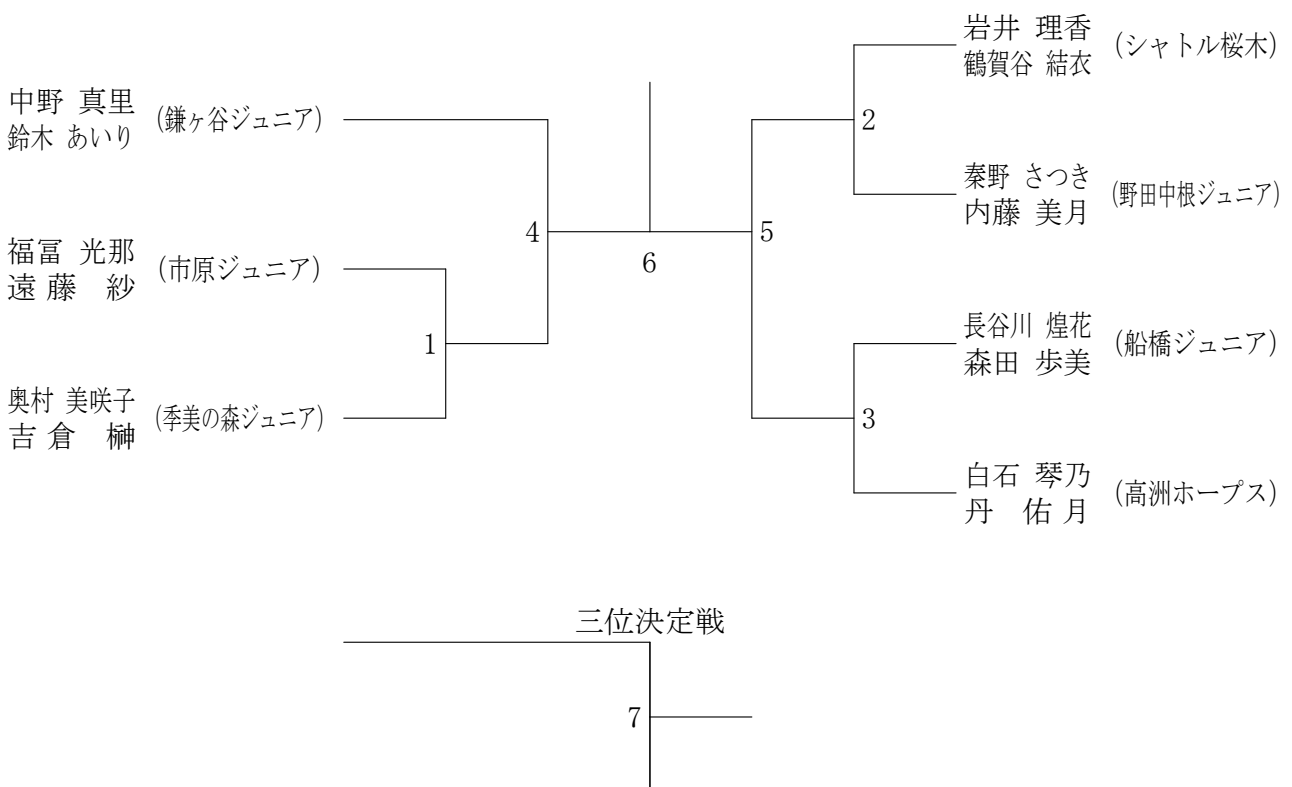 中野 真里
鈴木 あいり
(鎌ヶ谷ジュニア)
福冨 光那
遠藤 紗
(市原ジュニア)
奥村 美咲子
吉倉 榊
(季美の森ジュニア)
1
4
6
5
2
3
岩井 理香
鶴賀谷 結衣
(シャトル桜木)
秦野 さつき
内藤 美月
(野田中根ジュニア)
長谷川 煌花
森田 歩美
(船橋ジュニア)
白石 琴乃
丹 佑月
(高洲ホープス)
三位決定戦
7